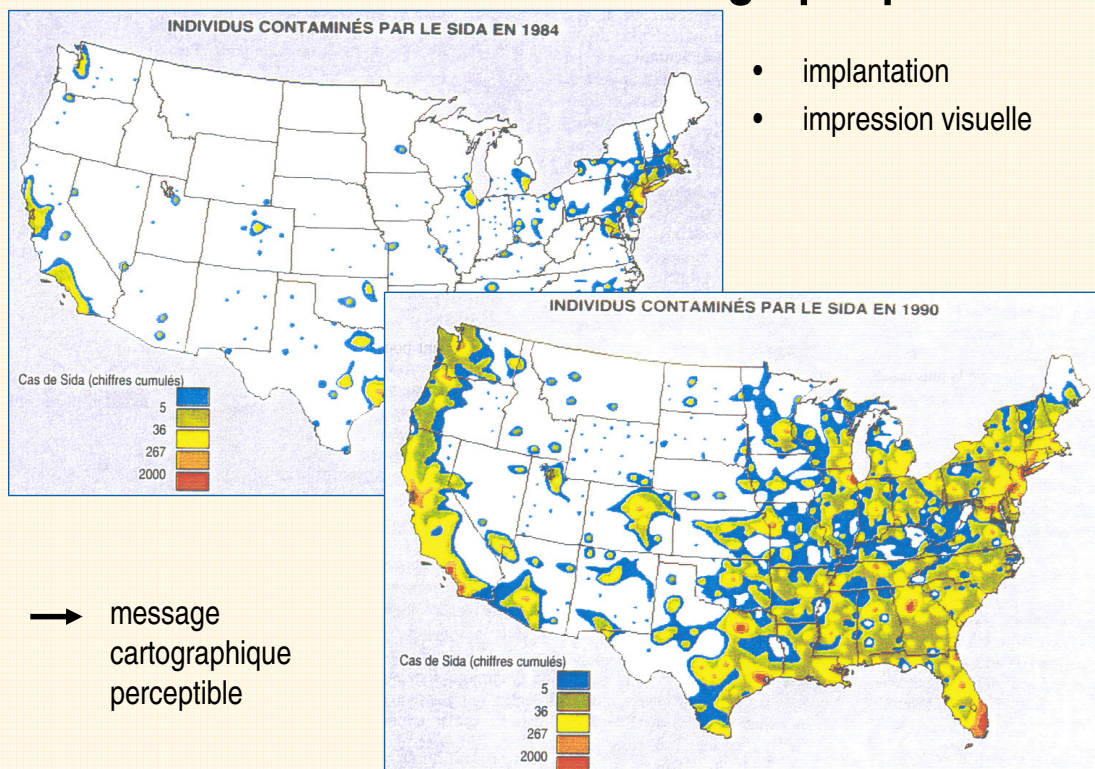 INDIVIDUS CONTAMINÉS PAR LE SIDA EN 1984
• implantation
• impression visuelle
Cas de Sida (chiffres cumulés)
5
36
267
2000
INDIVIDUS CONTAMINÉS PAR LE SIDA EN 1990
Cas de Sida (chiffres cumulés)
5
36
267
2000
→ message
cartographique
perceptible